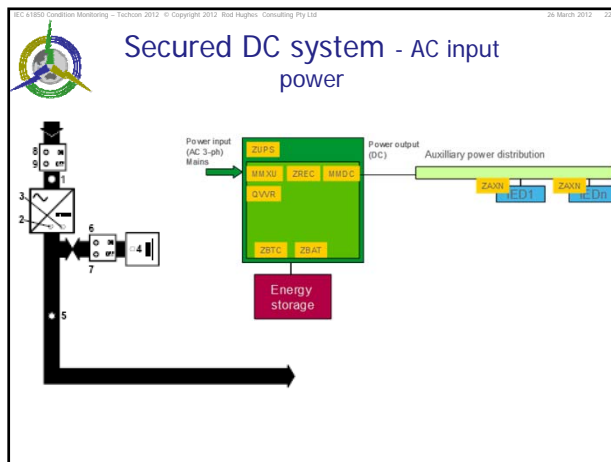 IEC 61850 Condition Monitoring – Techcon 2012 © Copyright 2012 Rod Hughes Consulting Pty Ltd
26 March 2012 22
Secured DC system - AC input
power
Power input
(AC 3-ph)
Mains
ZUPS
MMXU ZREC MMDC
QVVR
ZBTC ZBAT
Energy
storage
Power output
(DC)
Auxilliary power distribution
ZAXN ZAXN
IED1 IEDn
8
9
1
3
2
6
4
7
5